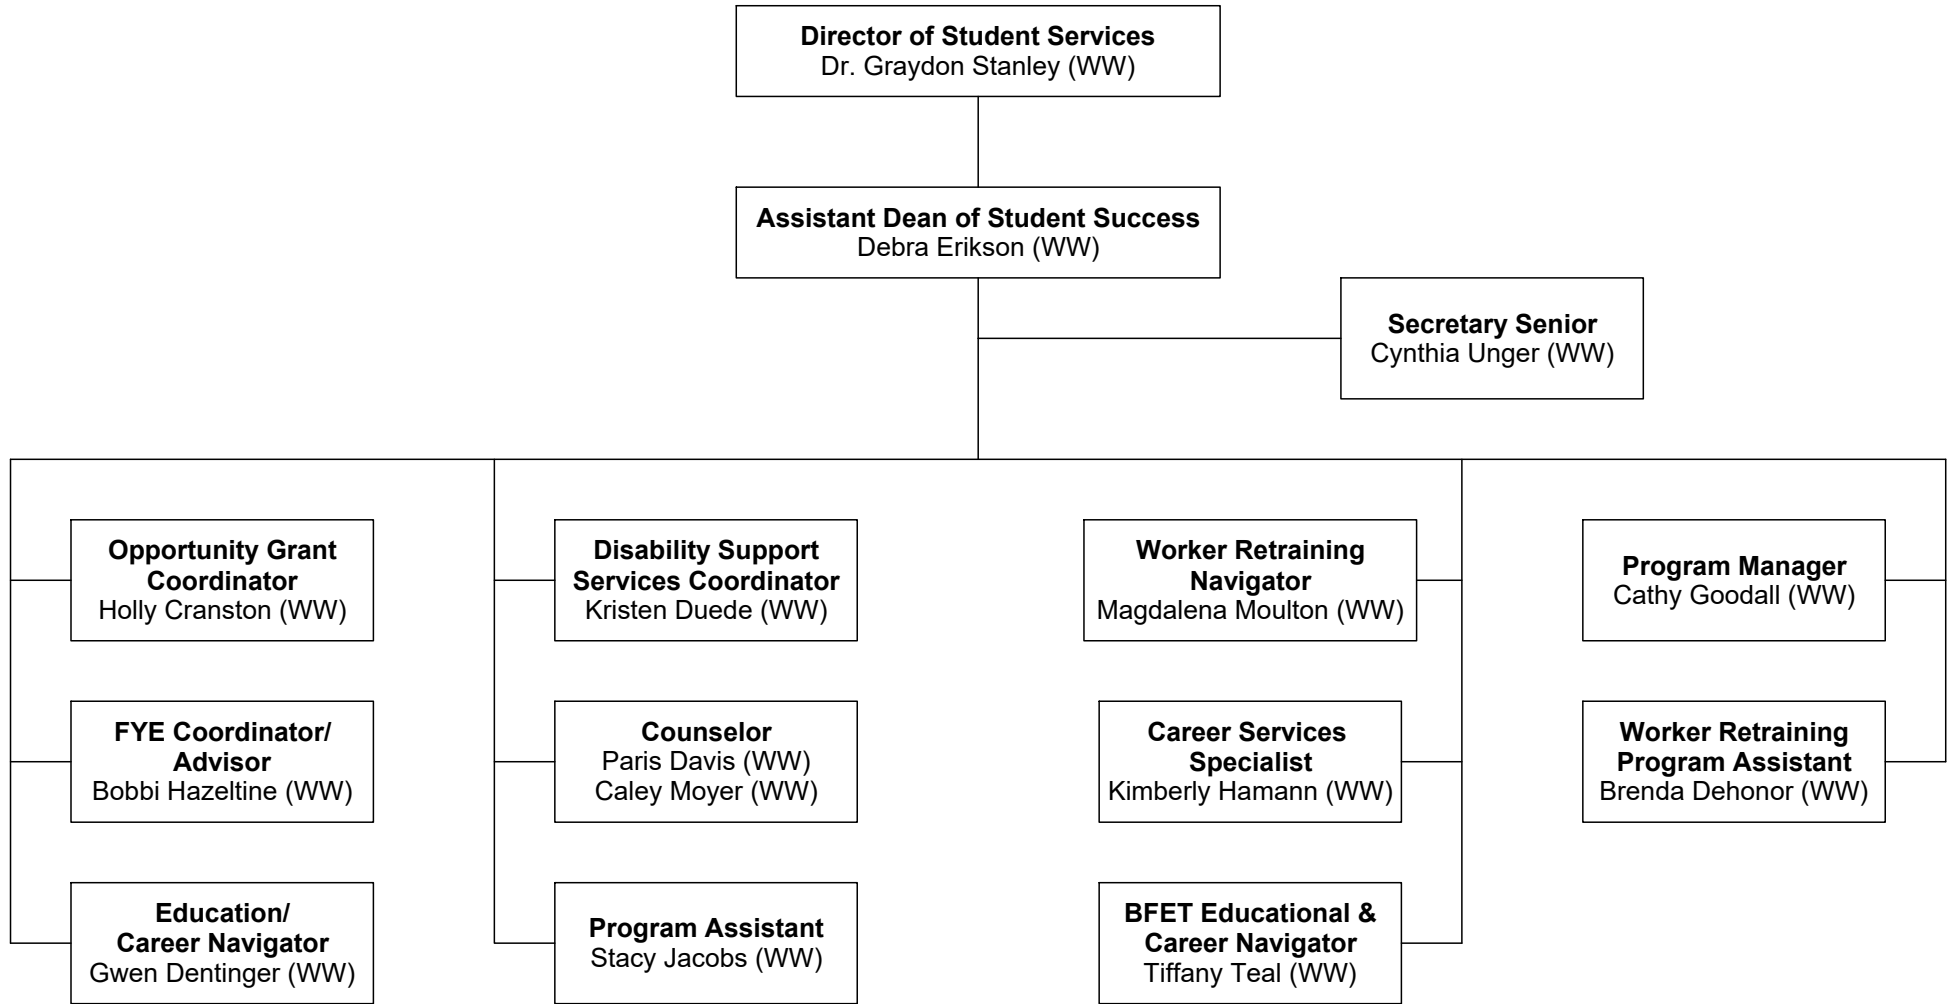 Director of Student Services
Dr. Graydon Stanley (WW)
Assistant Dean of Student Success
Debra Erikson (WW)
Secretary Senior
Cynthia Unger (WW)
Opportunity Grant
Coordinator
Holly Cranston (WW)
Disability Support
Services Coordinator
Kristen Duede (WW)
Worker Retraining
Navigator
Magdalena Moulton (WW)
Program Manager
Cathy Goodall (WW)
FYE Coordinator/
Advisor
Bobbi Hazeltine (WW)
Counselor
Paris Davis (WW)
Caley Moyer (WW)
Career Services
Specialist
Kimberly Hamann (WW)
Worker Retraining
Program Assistant
Brenda Dehonor (WW)
Education/
Career Navigator
Gwen Dentinger (WW)
Program Assistant
Stacy Jacobs (WW)
BFET Educational &
Career Navigator
Tiffany Teal (WW)